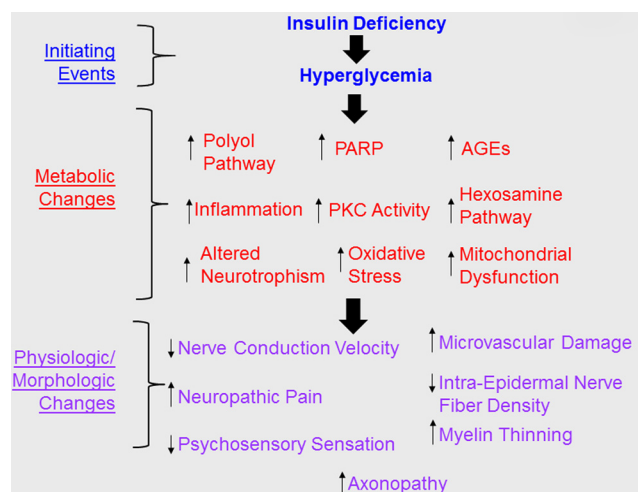 Insulin Deficiency
Initiating
Events
Hyperglycemia
Metabolic
Changes
Polyol
Pathway
PARP
AGEs
Inflammation
PKC Activity
Hexosamine
Pathway
Altered
Neurotrophism
Oxidative
Stress
Mitochondrial
Dysfunction
Physiologic/
Morphologic
Changes
Nerve Conduction Velocity
Microvascular Damage
Neuropathic Pain
Intra-Epidermal Nerve
Fiber Density
Psychosensory Sensation
Myelin Thinning
Axonopathy